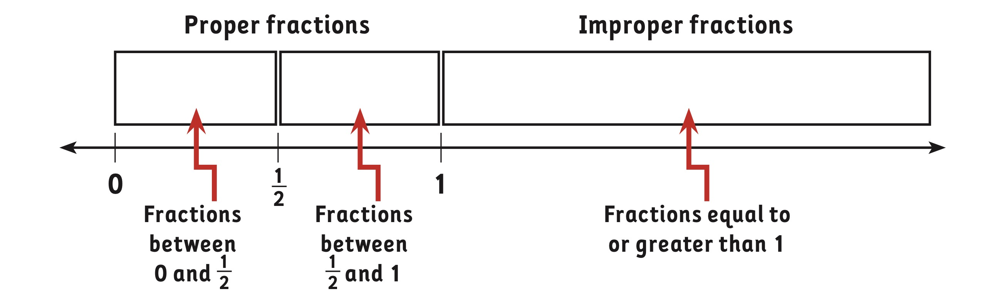 Proper fractions
Improper fractions
0
1/2
1
Fractions
between
0 and 1/2
Fractions
between
1/2 and 1
Fractions equal to
or greater than 1